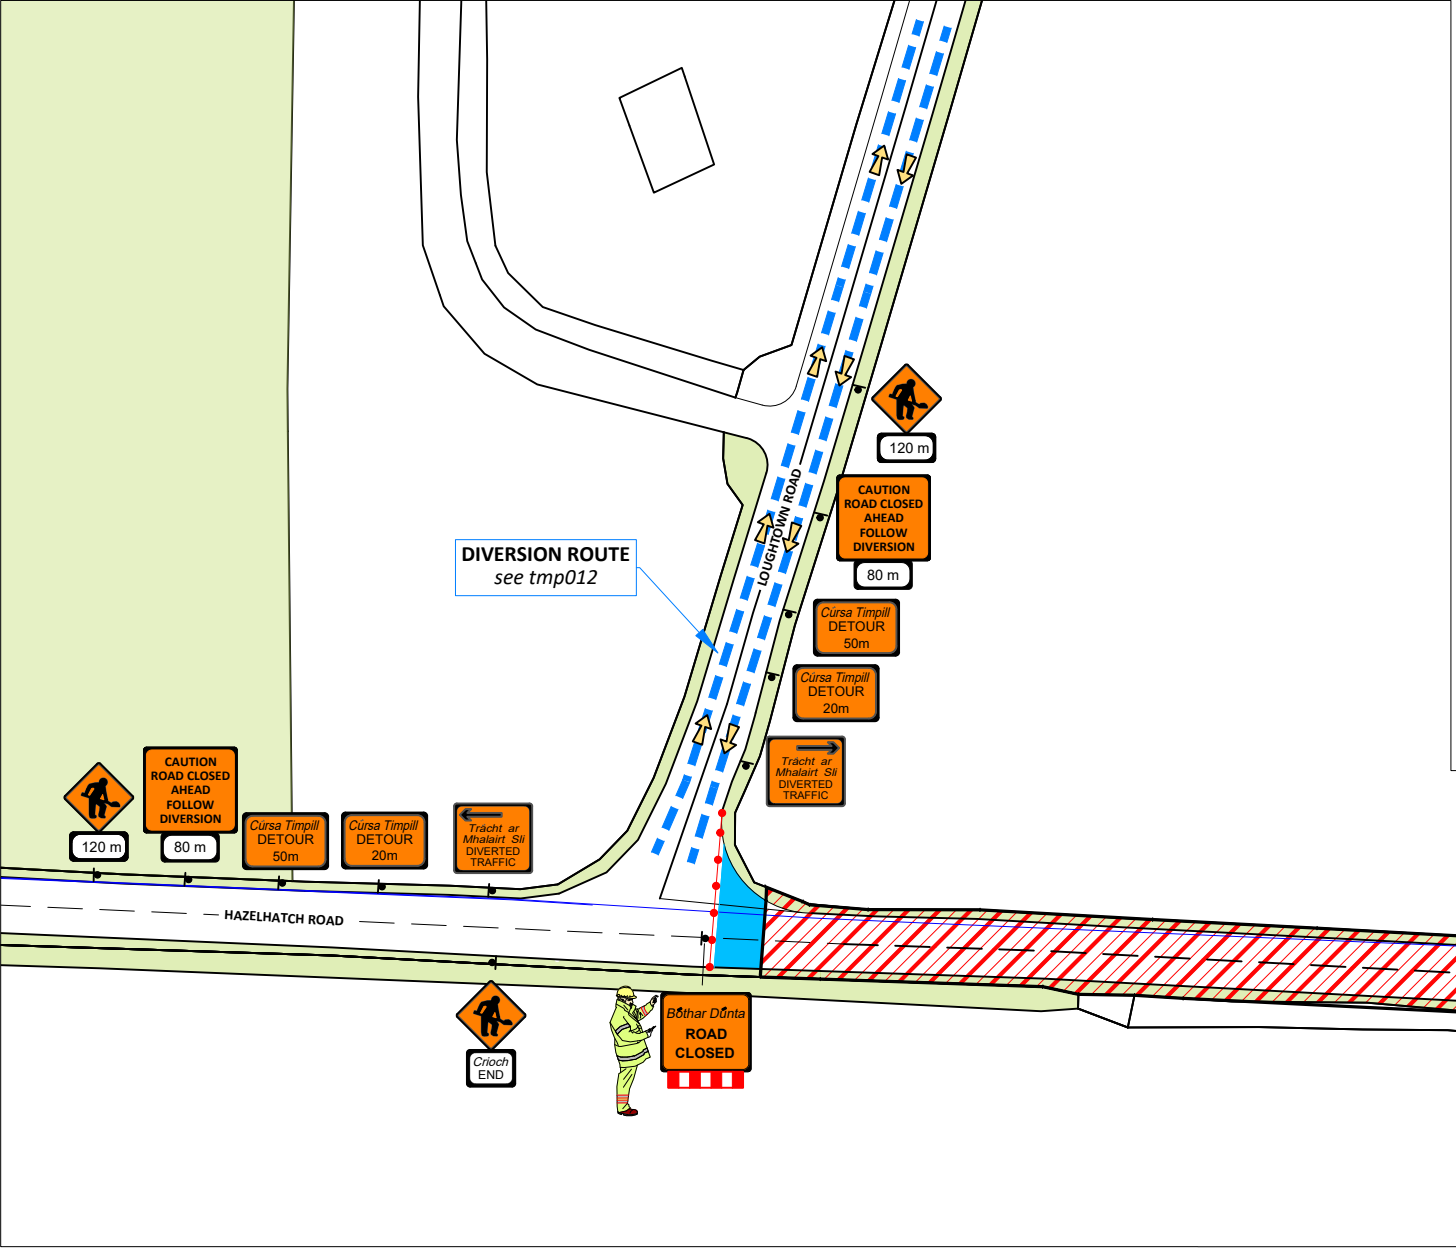 120 m
CAUTION
ROAD CLOSED
AHEAD
FOLLOW
DIVERSION
80 m
LOUGHTOWN ROAD
DIVERSION ROUTE
see tmp012
Cúrsa Timpill
DETOUR
50m
Cúrsa Timpill
DETOUR
20m
Trácht ar
Mhalairt Slí
DIVERTED
TRAFFIC
120 m
CAUTION
ROAD CLOSED
AHEAD
FOLLOW
DIVERSION
80 m
Cúrsa Timpill
DETOUR
50m
Cúrsa Timpill
DETOUR
20m
Trácht ar
Mhalairt Slí
DIVERTED
TRAFFIC
HAZELHATCH ROAD
Críoch
END
Bóthar Dúnta
ROAD
CLOSED